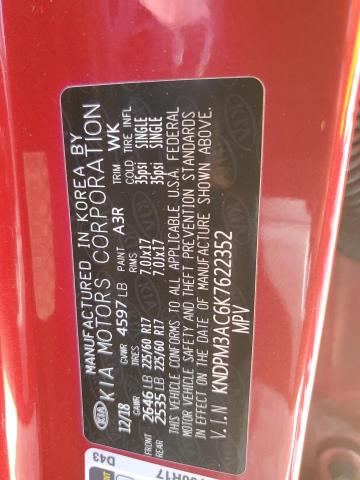 MANUFACTURED IN KOREA BY
KIA KIA MOTORS CORPORATION
12/18 GVWR 4597 LB PAINT A3R TRIM WK
GAWR TIRES RIMS COLD TIRE INFL
FRONT 2646 LB 225/60 R17 7.0JX17 35psi SINGLE
REAR 2535 LB 225/60 R17 7.0JX17 35psi SINGLE
THIS VEHICLE CONFORMS TO ALL APPLICABLE U.S.A. FEDERAL
MOTOR VEHICLE SAFETY AND THEFT PREVENTION STANDARDS
IN EFFECT ON THE DATE OF MANUFACTURE SHOWN ABOVE.
V.I.N KNDPM3AC6K7622352
MPV
D43